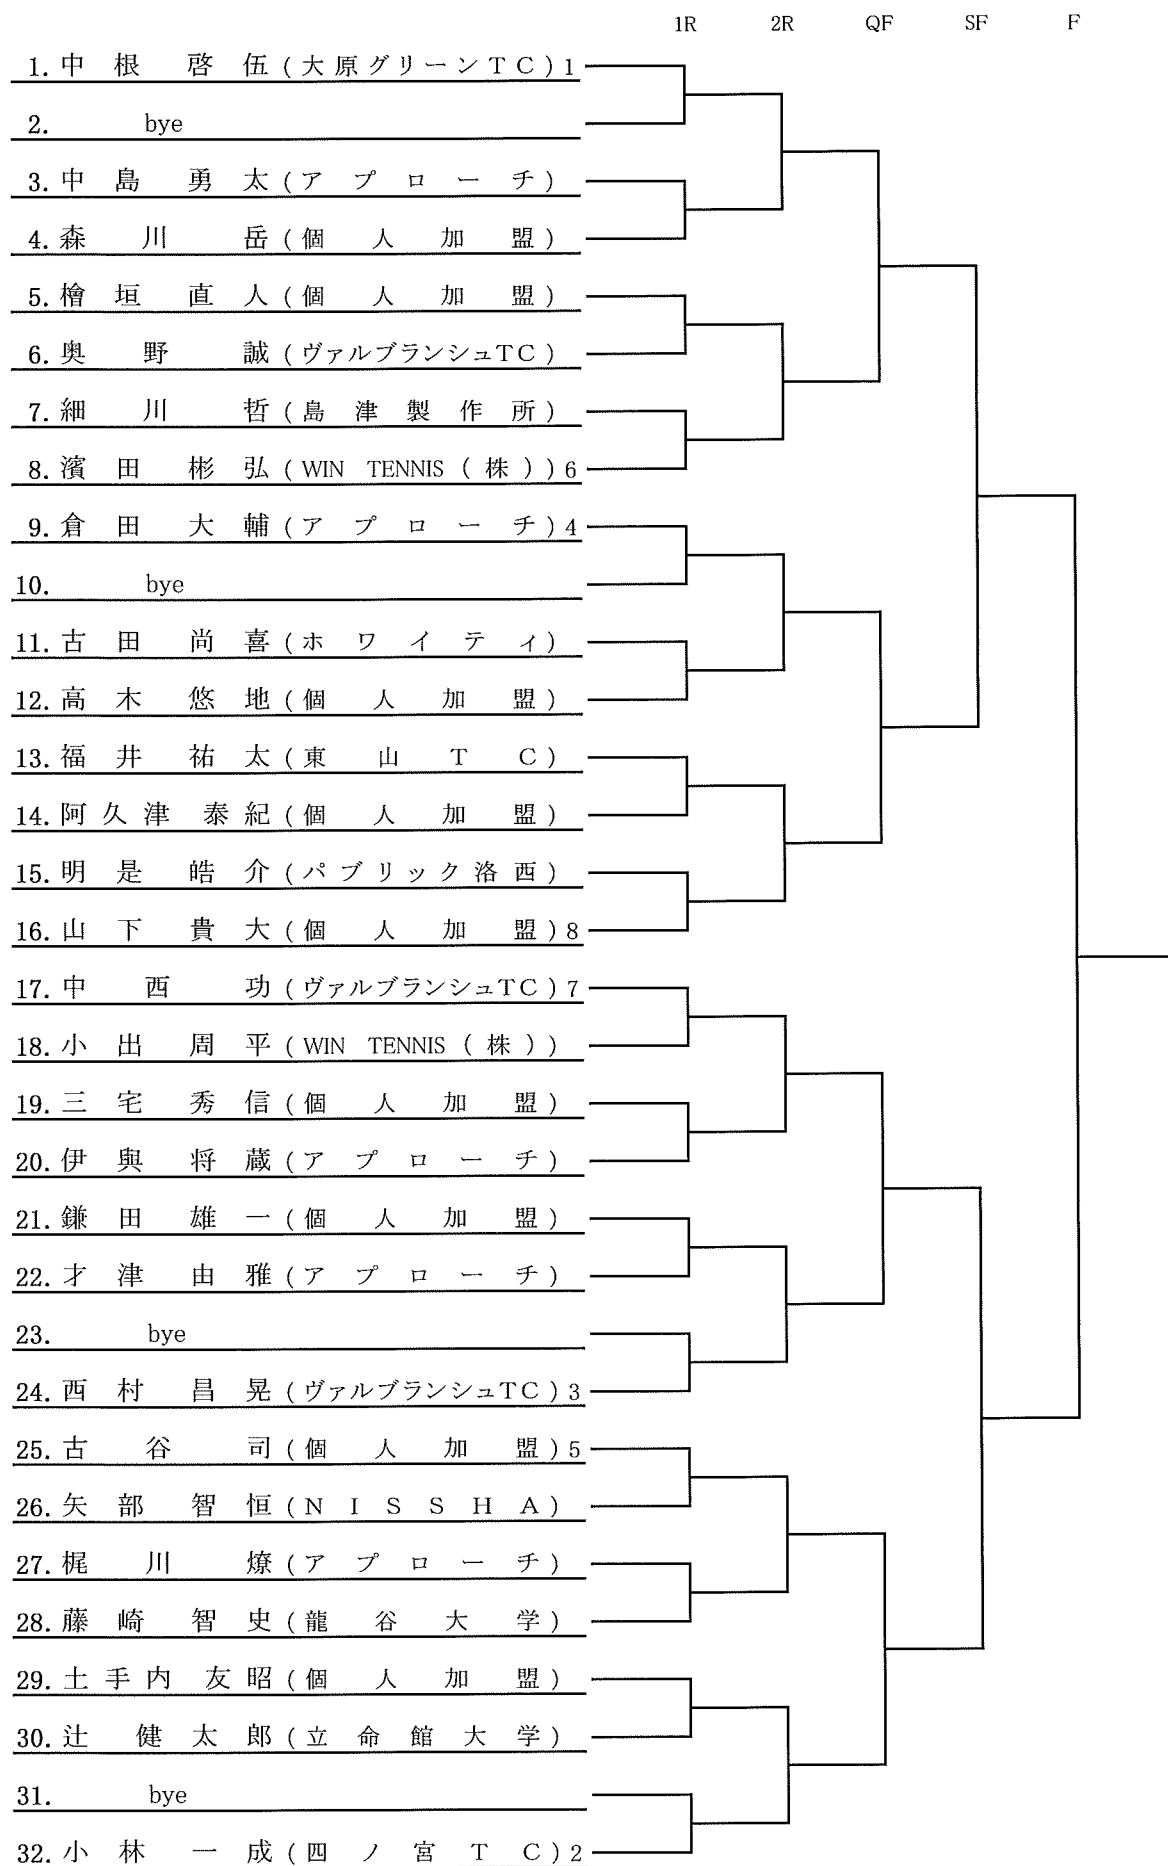 1R 2R QF SF F
1. 中根 啓伍 (大原グリーンTC) 1
2. bye
3. 中島 勇太 (アプローチ)
4. 森川 岳 (個人加盟)
5. 檜垣 直人 (個人加盟)
6. 奥野 誠 (ヴァルブランシュTC)
7. 細川 哲 (島津製作所)
8. 濱田 彬弘 (WIN TENNIS (株)) 6
9. 倉田 大輔 (アプローチ) 4
10. bye
11. 古田 尚喜 (ホワイティ)
12. 高木 悠地 (個人加盟)
13. 福井 祐太 (東山TC)
14. 阿久津 泰紀 (個人加盟)
15. 明是 皓介 (パブリック洛西)
16. 山下 貴大 (個人加盟) 8
17. 中西 功 (ヴァルブランシュTC) 7
18. 小出 周平 (WIN TENNIS (株))
19. 三宅 秀信 (個人加盟)
20. 伊與 将蔵 (アプローチ)
21. 鎌田 雄一 (個人加盟)
22. 才津 由雅 (アプローチ)
23. bye
24. 西村 昌晃 (ヴァルブランシュTC) 3
25. 古谷 司 (個人加盟) 5
26. 矢部 智恒 (NISSHA)
27. 梶川 燎 (アプローチ)
28. 藤崎 智史 (龍谷大学)
29. 土手内 友昭 (個人加盟)
30. 辻 健太郎 (立命館大学)
31. bye
32. 小林 一成 (四ノ宮TC) 2